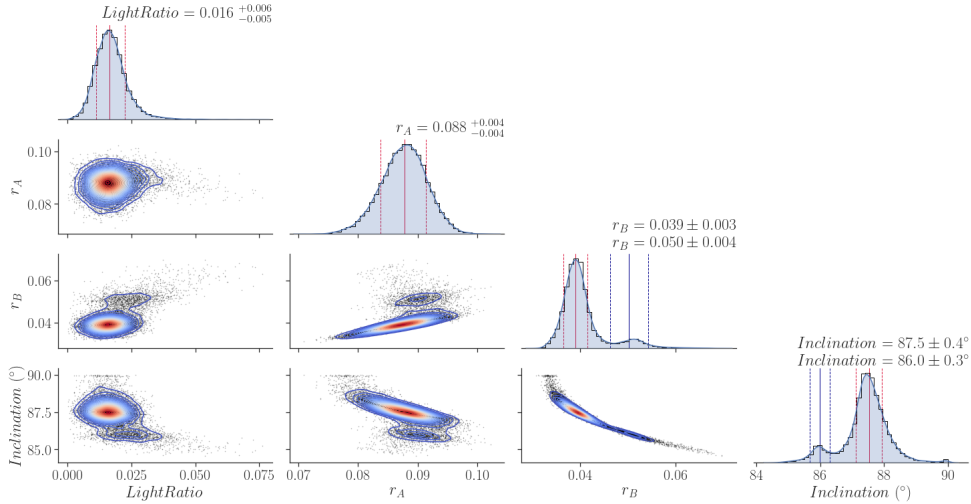 LightRatio = 0.016 +0.006 −0.005
r_A = 0.088 +0.004 −0.004
0.10
0.08
r_A
r_B = 0.039 ± 0.003
r_B = 0.050 ± 0.004
0.06
0.04
r_B
Inclination = 87.5 ± 0.4°
Inclination = 86.0 ± 0.3°
90.0
87.5
85.0
Inclination (°)
0.000 0.025 0.050 0.075
0.07 0.08 0.09 0.10
0.04 0.06
84 86 88 90
LightRatio
r_A
r_B
Inclination (°)